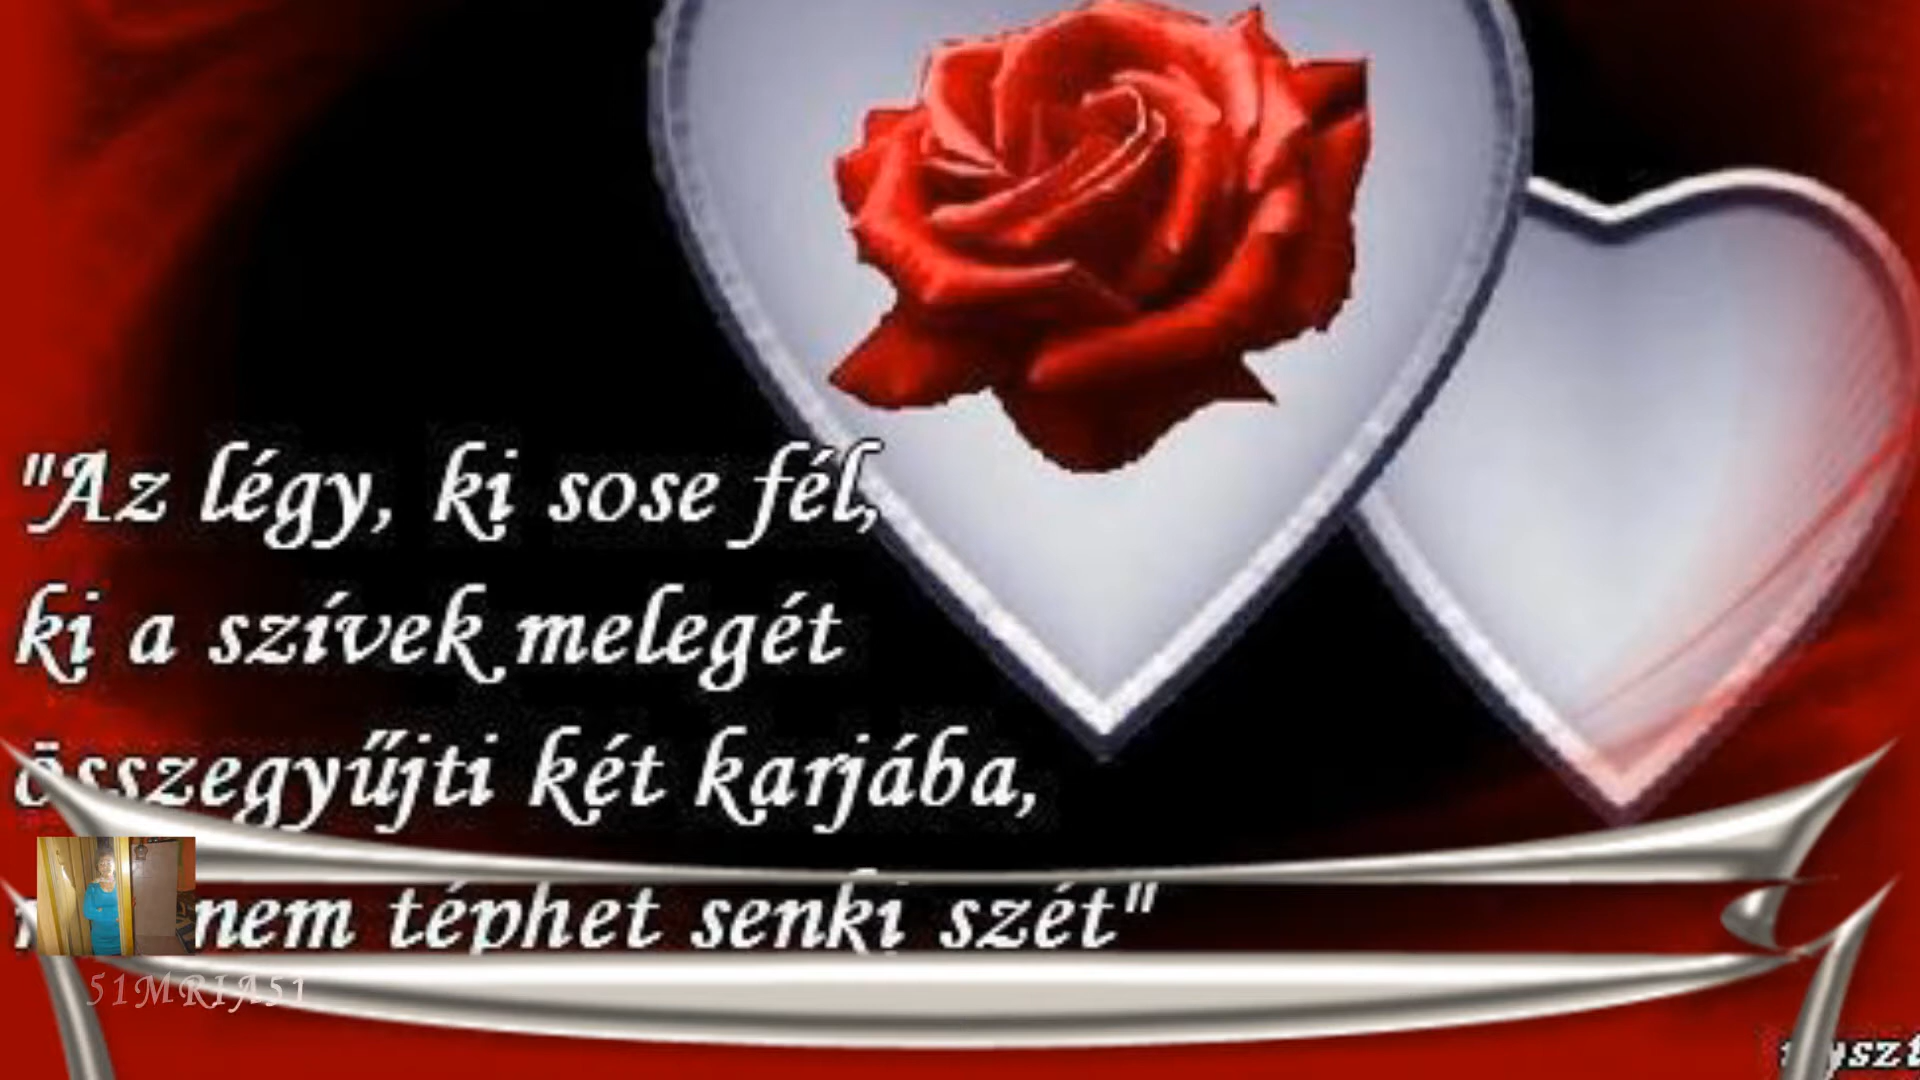 "Az légy, ki sose fél,
ki a szívek melegét
összegyűjti két karjába,
nem téphet senki szét"
51MRIA51